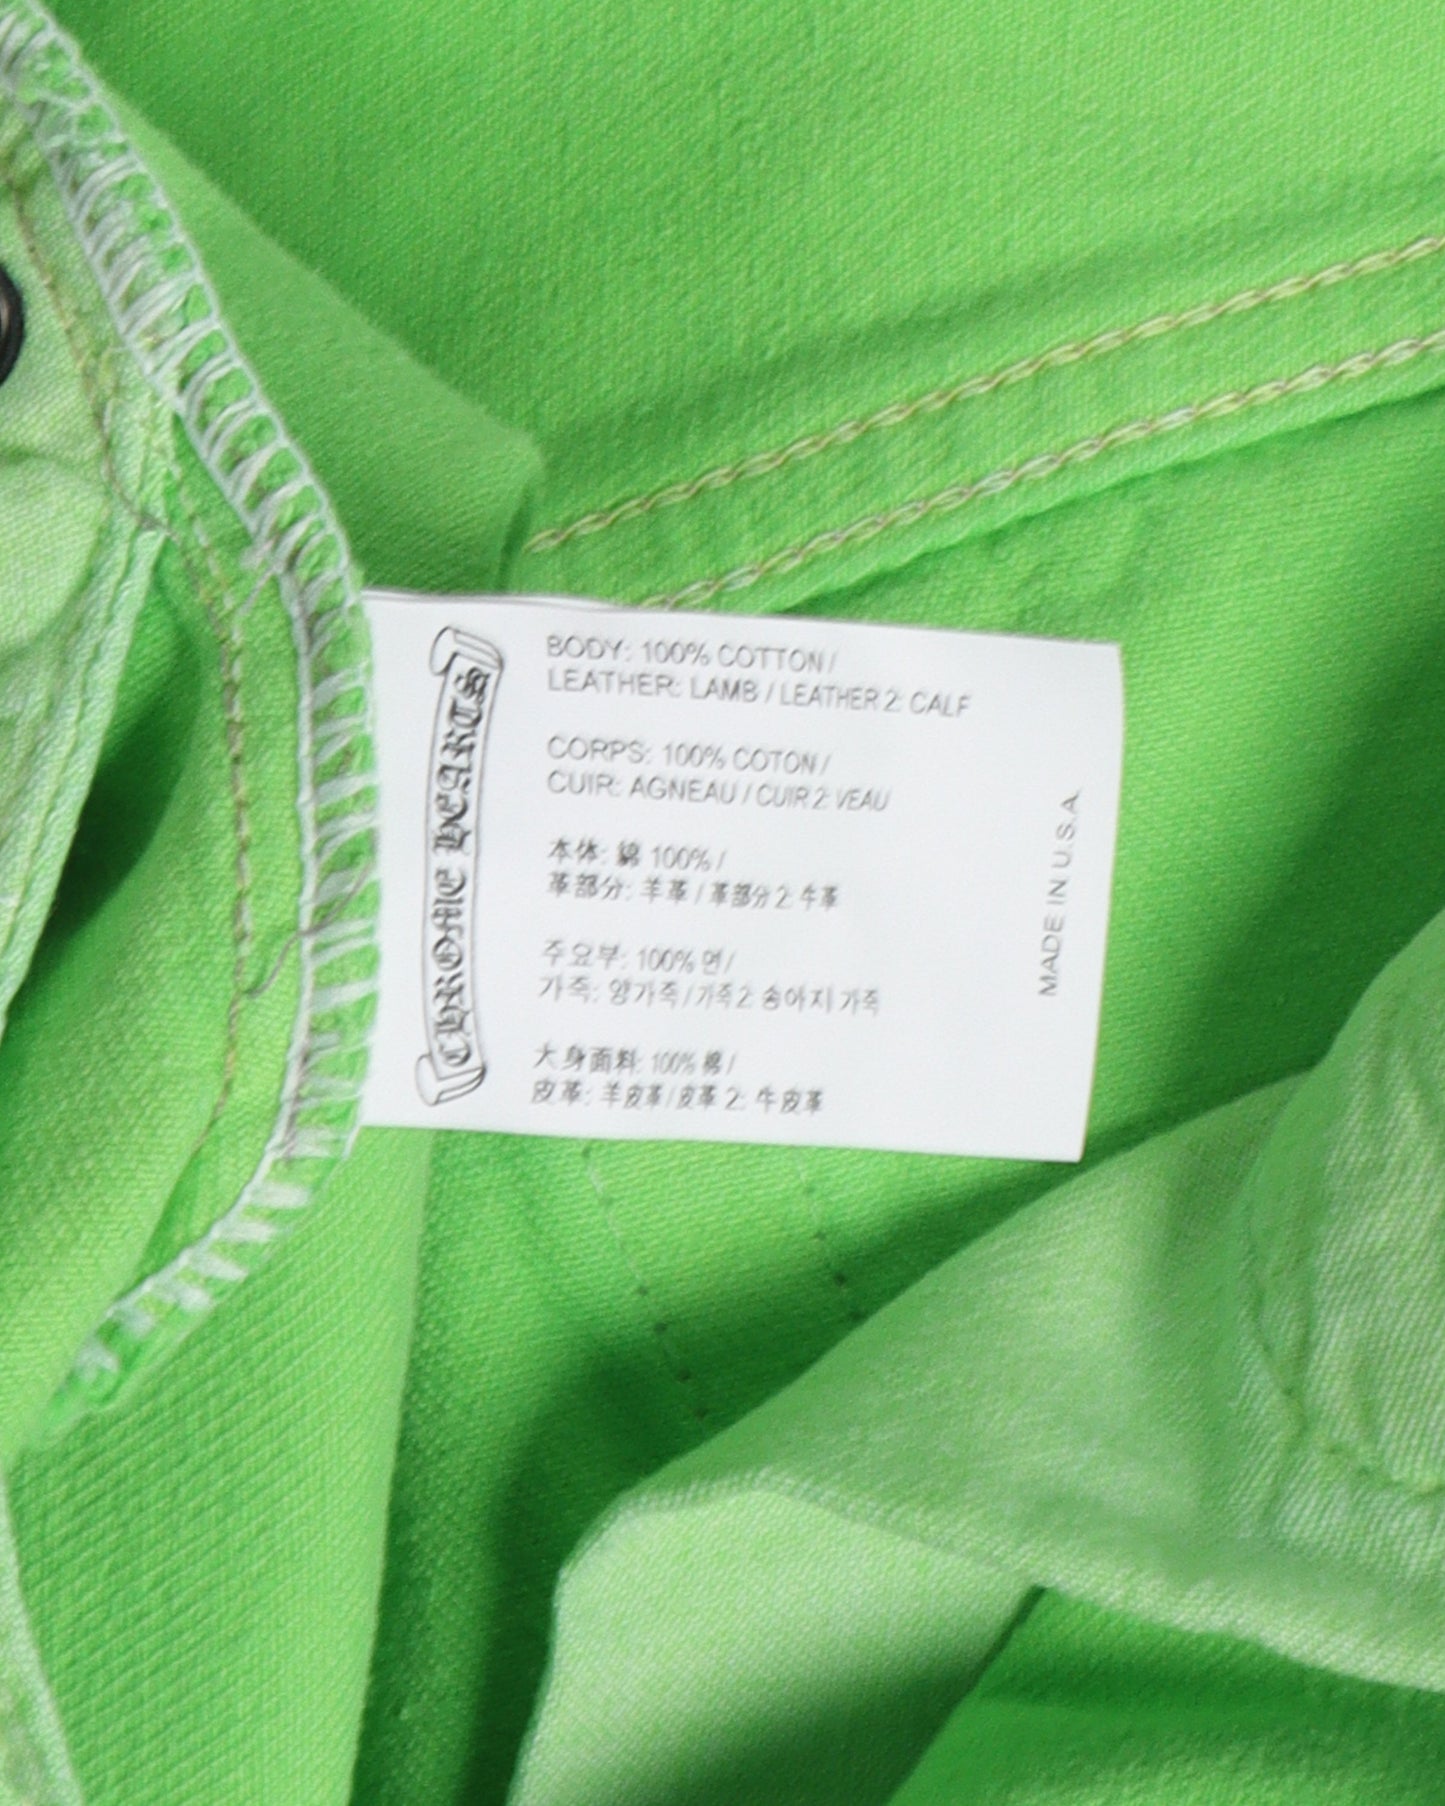 CHROME HEARTS
BODY: 100% COTTON /
LEATHER: LAMB / LEATHER 2: CALF
CORPS: 100% COTON /
CUIR: AGNEAU / CUIR 2: VEAU
本体: 綿 100% /
革部分: 羊革 / 革部分 2: 牛革
주요부: 100% 면 /
가죽: 양가죽 / 가죽 2: 송아지 가죽
大身面料: 100% 棉 /
皮革: 羊皮革 / 皮革 2: 牛皮革
MADE IN U.S.A.